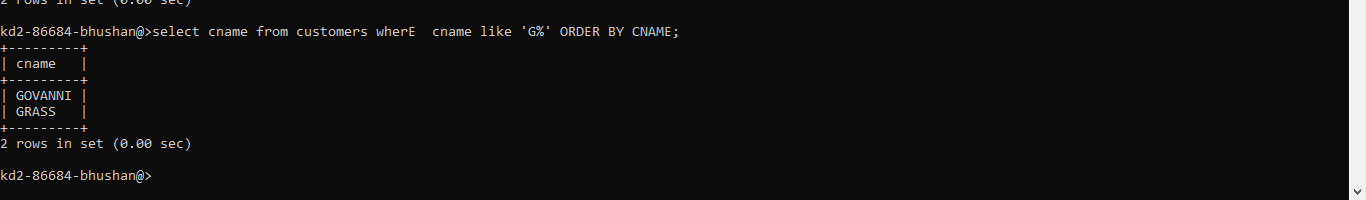 2 rows in set (0.00 sec)
kd2-86684-bhushan@>select cname from customers wherE  cname like 'G%' ORDER BY CNAME;
+---------+
| cname   |
+---------+
| GOVANNI |
| GRASS   |
+---------+
2 rows in set (0.00 sec)
kd2-86684-bhushan@>